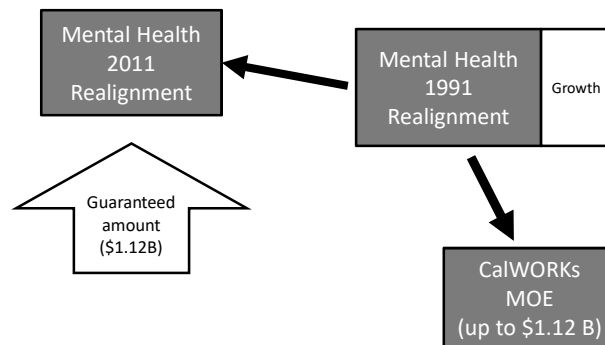 Mental Health
2011
Realignment
Mental Health
1991
Realignment
Growth
Guaranteed
amount
($1.12B)
CalWORKs
MOE
(up to $1.12 B)